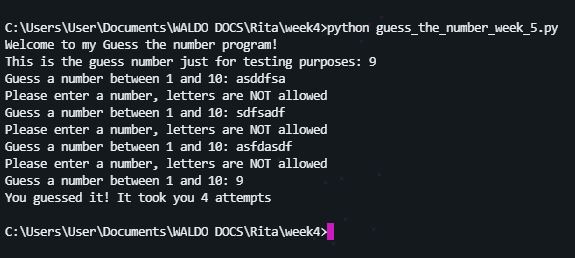 C:\Users\User\Documents\WALDO DOCS\Rita\week4>python guess_the_number_week_5.py
Welcome to my Guess the number program!
This is the guess number just for testing purposes: 9
Guess a number between 1 and 10: asddfsa
Please enter a number, letters are NOT allowed
Guess a number between 1 and 10: sdfsadf
Please enter a number, letters are NOT allowed
Guess a number between 1 and 10: asfdasdf
Please enter a number, letters are NOT allowed
Guess a number between 1 and 10: 9
You guessed it! It took you 4 attempts
C:\Users\User\Documents\WALDO DOCS\Rita\week4>